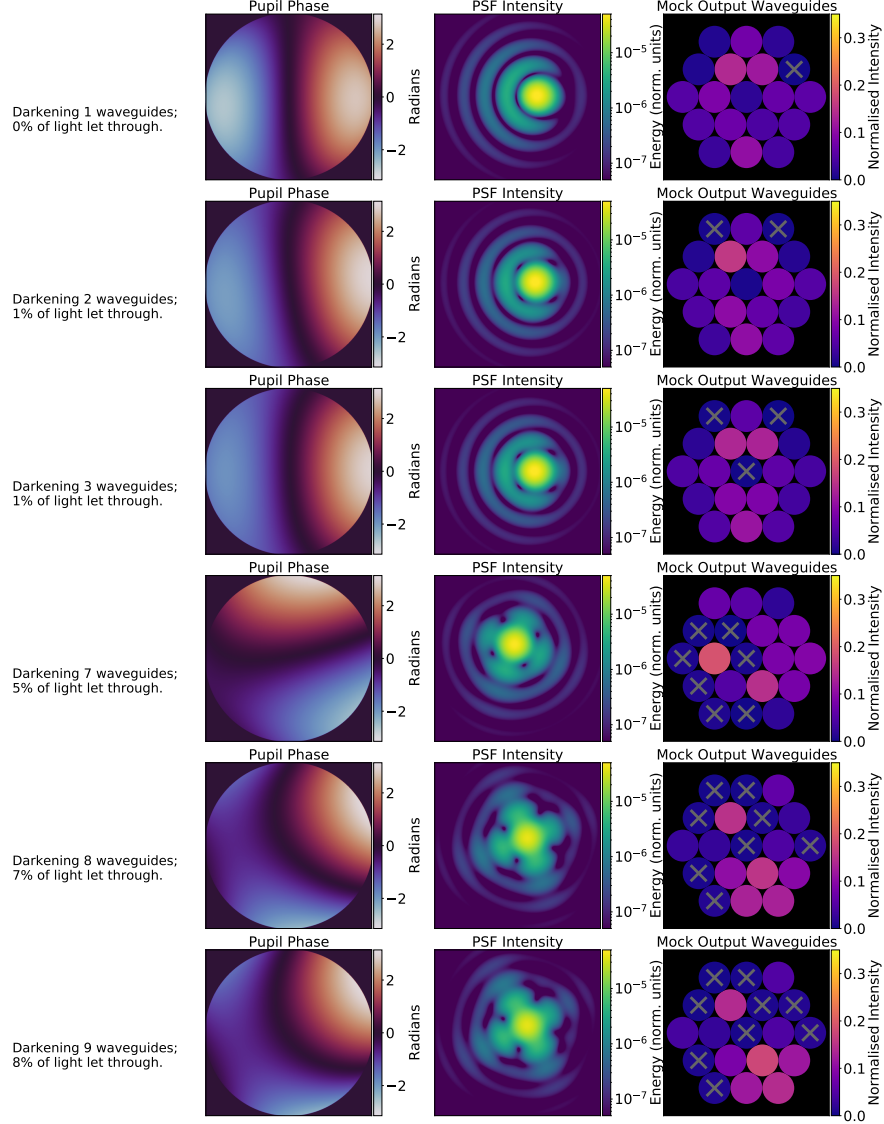 Pupil Phase
PSF Intensity
Mock Output Waveguides
Darkening 1 waveguides;
0% of light let through.
2
0
−2
Radians
10−5
10−6
10−7
Energy (norm. units)
0.3
0.2
0.1
0.0
Normalised Intensity
Pupil Phase
PSF Intensity
Mock Output Waveguides
Darkening 2 waveguides;
1% of light let through.
2
0
−2
Radians
10−5
10−6
10−7
Energy (norm. units)
0.3
0.2
0.1
0.0
Normalised Intensity
Pupil Phase
PSF Intensity
Mock Output Waveguides
Darkening 3 waveguides;
1% of light let through.
2
0
−2
Radians
10−5
10−6
10−7
Energy (norm. units)
0.3
0.2
0.1
0.0
Normalised Intensity
Pupil Phase
PSF Intensity
Mock Output Waveguides
Darkening 7 waveguides;
5% of light let through.
2
0
−2
Radians
10−5
10−6
10−7
Energy (norm. units)
0.3
0.2
0.1
0.0
Normalised Intensity
Pupil Phase
PSF Intensity
Mock Output Waveguides
Darkening 8 waveguides;
7% of light let through.
2
0
−2
Radians
10−5
10−6
10−7
Energy (norm. units)
0.3
0.2
0.1
0.0
Normalised Intensity
Pupil Phase
PSF Intensity
Mock Output Waveguides
Darkening 9 waveguides;
8% of light let through.
2
0
−2
Radians
10−5
10−6
10−7
Energy (norm. units)
0.3
0.2
0.1
0.0
Normalised Intensity